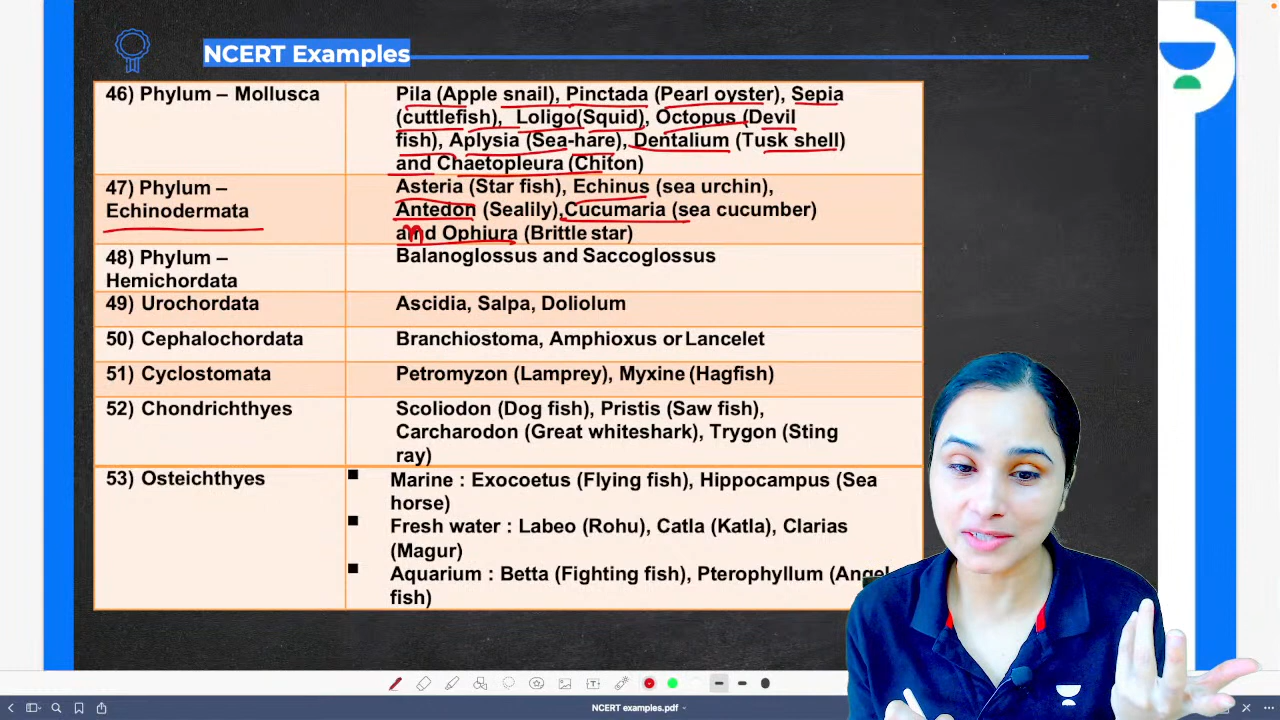 NCERT Examples
46) Phylum – Mollusca
Pila (Apple snail), Pinctada (Pearl oyster), Sepia
(cuttlefish), Loligo(Squid), Octopus (Devil
fish), Aplysia (Sea-hare), Dentalium (Tusk shell)
and Chaetopleura (Chiton)
47) Phylum –
Echinodermata
Asteria (Star fish), Echinus (sea urchin),
Antedon (Sealily),Cucumaria (sea cucumber)
and Ophiura (Brittle star)
48) Phylum –
Hemichordata
Balanoglossus and Saccoglossus
49) Urochordata
Ascidia, Salpa, Doliolum
50) Cephalochordata
Branchiostoma, Amphioxus or Lancelet
51) Cyclostomata
Petromyzon (Lamprey), Myxine (Hagfish)
52) Chondrichthyes
Scoliodon (Dog fish), Pristis (Saw fish),
Carcharodon (Great whiteshark), Trygon (Sting
ray)
53) Osteichthyes
Marine : Exocoetus (Flying fish), Hippocampus (Sea
horse)
Fresh water : Labeo (Rohu), Catla (Katla), Clarias
(Magur)
Aquarium : Betta (Fighting fish), Pterophyllum (Angel
fish)
NCERT examples.pdf